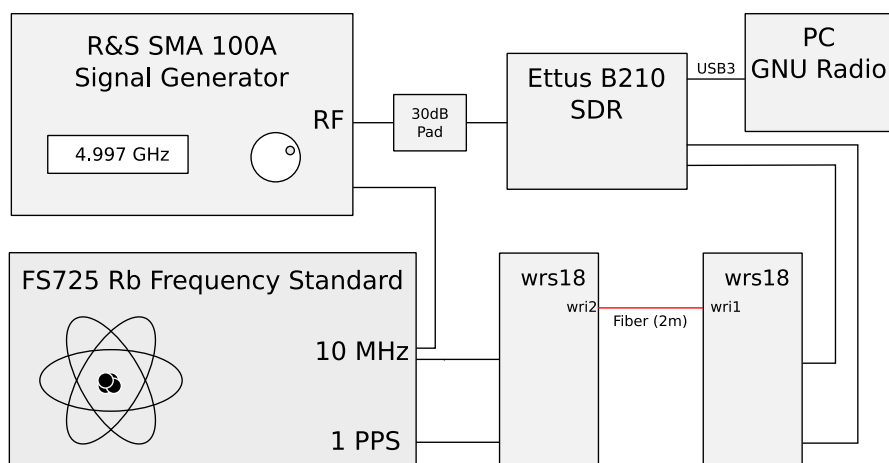 R&S SMA 100A
Signal Generator
RF
4.997 GHz
30dB
Pad
Ettus B210
SDR
USB3
PC
GNU Radio
FS725 Rb Frequency Standard
10 MHz
1 PPS
wrs18
wri2
Fiber (2m)
wrs18
wri1